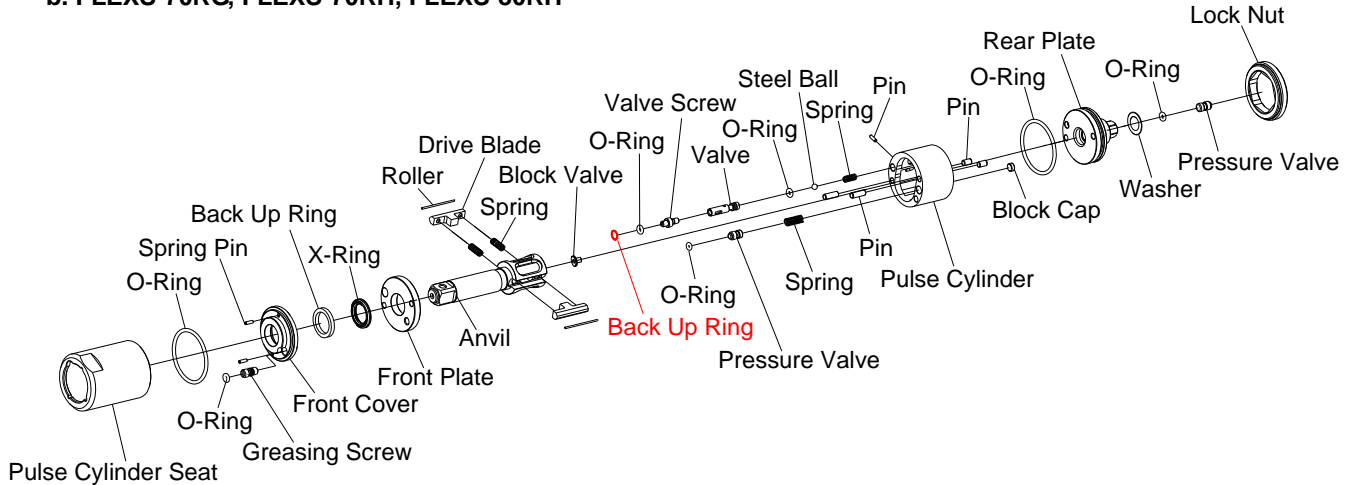 Lock Nut
Rear Plate
O-Ring
O-Ring
Steel Ball
Pin
Spring
Pin
Valve Screw
O-Ring
O-Ring
Valve
Drive Blade
Roller
Block Valve
Spring
Pressure Valve
Washer
Block Cap
Back Up Ring
Spring Pin
X-Ring
O-Ring
Pin
Pulse Cylinder
Spring
O-Ring
Back Up Ring
Anvil
Pressure Valve
Front Plate
Front Cover
O-Ring
Greasing Screw
Pulse Cylinder Seat